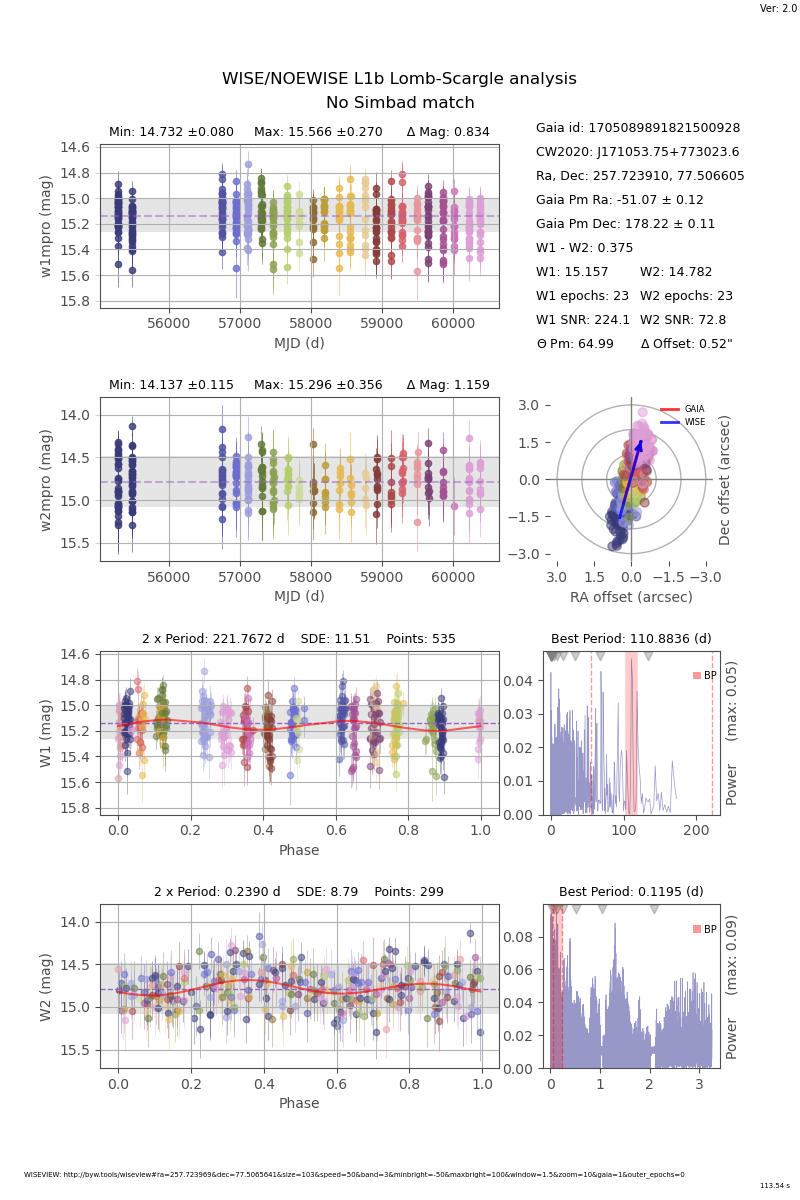 Ver: 2.0
WISE/NOEWISE L1b Lomb-Scargle analysis
No Simbad match
Min: 14.732 ±0.080 Max: 15.566 ±0.270 Δ Mag: 0.834
14.6
14.8
15.0
15.2
15.4
15.6
15.8
w1mpro (mag)
56000 57000 58000 59000 60000
MJD (d)
Gaia id: 1705089891821500928
CW2020: J171053.75+773023.6
Ra, Dec: 257.723910, 77.506605
Gaia Pm Ra: -51.07 ± 0.12
Gaia Pm Dec: 178.22 ± 0.11
W1 - W2: 0.375
W1: 15.157 W2: 14.782
W1 epochs: 23 W2 epochs: 23
W1 SNR: 224.1 W2 SNR: 72.8
Θ Pm: 64.99 Δ Offset: 0.52"
Min: 14.137 ±0.115 Max: 15.296 ±0.356 Δ Mag: 1.159
14.0
14.5
15.0
15.5
w2mpro (mag)
56000 57000 58000 59000 60000
MJD (d)
GAIA
WISE
3.0
1.5
0.0
−1.5
−3.0
Dec offset (arcsec)
3.0 1.5 0.0 −1.5 −3.0
RA offset (arcsec)
2 x Period: 221.7672 d SDE: 11.51 Points: 535
14.6
14.8
15.0
15.2
15.4
15.6
15.8
W1 (mag)
0.0 0.2 0.4 0.6 0.8 1.0
Phase
Best Period: 110.8836 (d)
BP
0.04
0.03
0.02
0.01
0.00
Power (max: 0.05)
0 100 200
2 x Period: 0.2390 d SDE: 8.79 Points: 299
14.0
14.5
15.0
15.5
W2 (mag)
0.0 0.2 0.4 0.6 0.8 1.0
Phase
Best Period: 0.1195 (d)
BP
0.08
0.06
0.04
0.02
0.00
Power (max: 0.09)
0 1 2 3
WISEVIEW: http://byw.tools/wiseview#ra=257.723969&dec=77.5065641&size=103&speed=50&band=3&minbright=-50&maxbright=100&window=1.5&zoom=10&gaia=1&outer_epochs=0
113.54 s